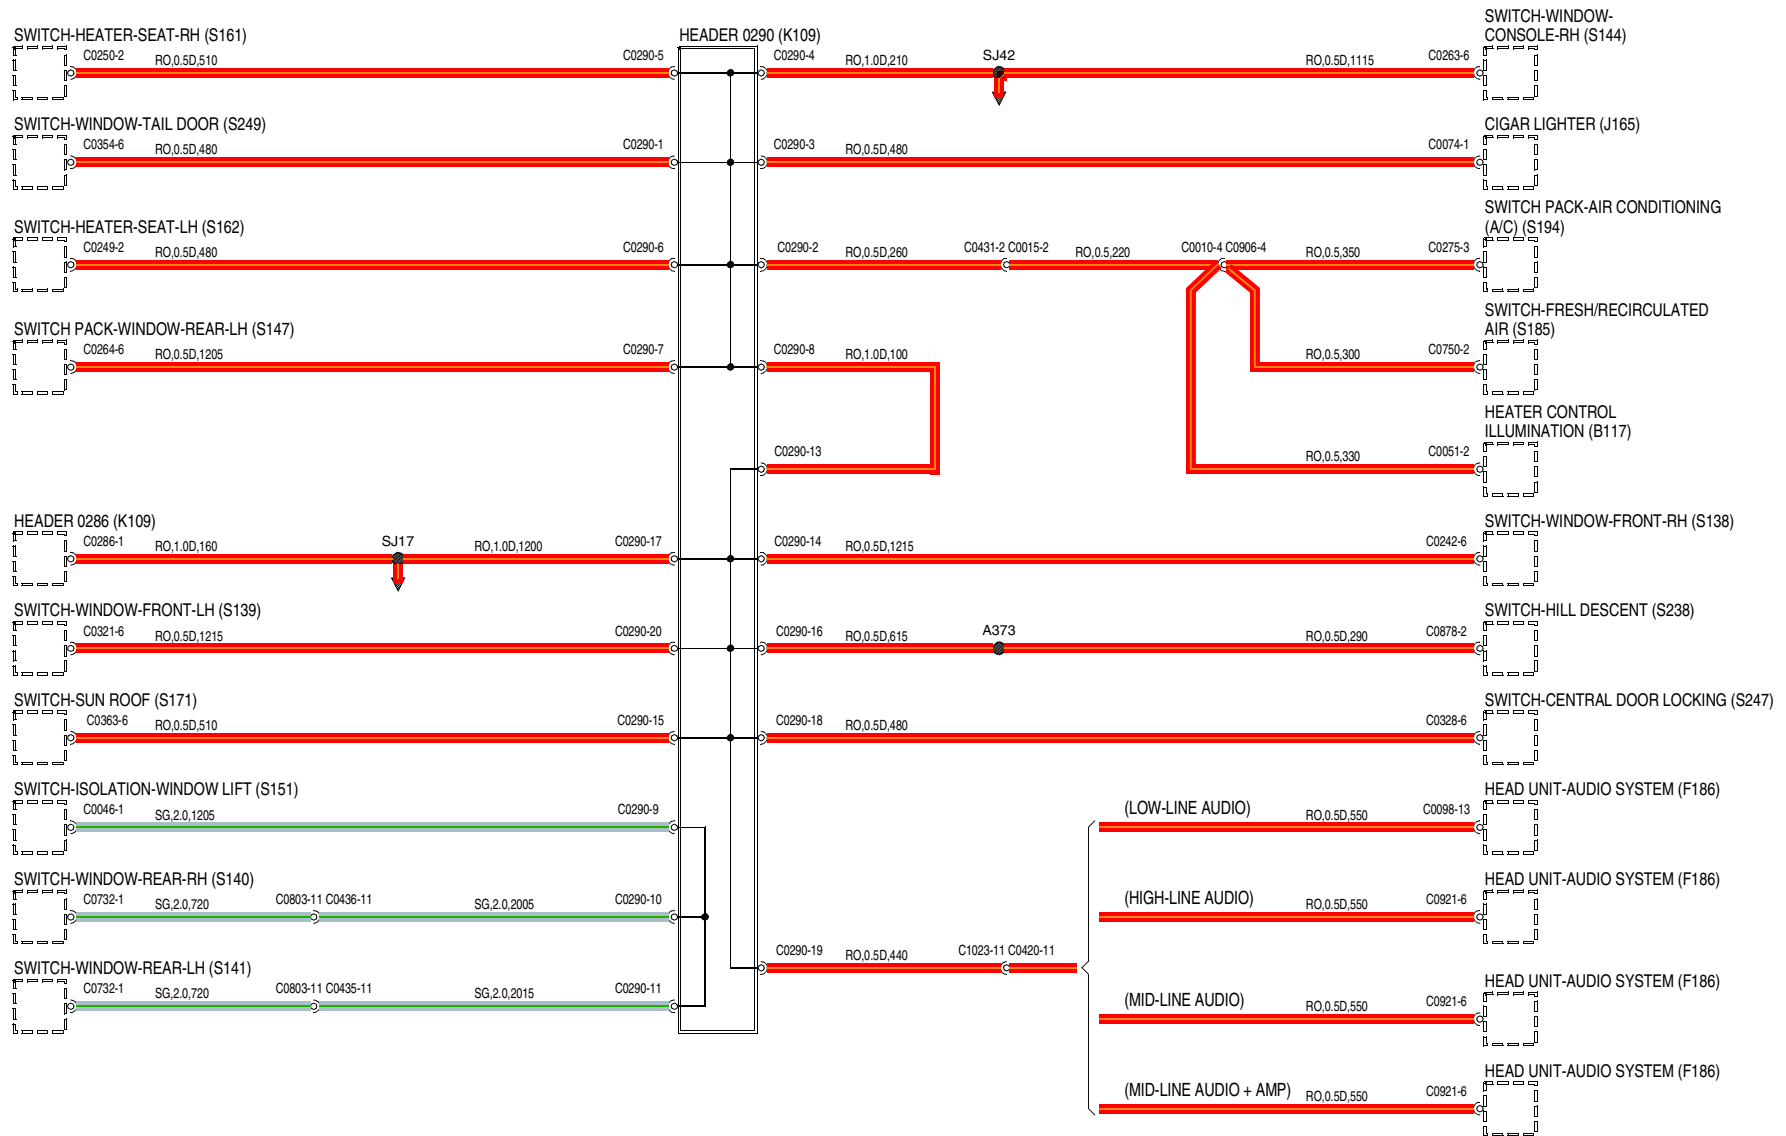 SWITCH-HEATER-SEAT-RH (S161)
C0250-2
RO,0.5D,510
C0290-5
HEADER 0290 (K109)
C0290-4
RO,1.0D,210
SJ42
RO,0.5D,1115
C0263-6
SWITCH-WINDOW-
CONSOLE-RH (S144)
SWITCH-WINDOW-TAIL DOOR (S249)
C0354-6
RO,0.5D,480
C0290-1
C0290-3
RO,0.5D,480
C0074-1
CIGAR LIGHTER (J165)
SWITCH-HEATER-SEAT-LH (S162)
C0249-2
RO,0.5D,480
C0290-6
C0290-2
RO,0.5D,260
C0431-2 C0015-2
RO,0.5,220
C0010-4 C0906-4
RO,0.5,350
C0275-3
SWITCH PACK-AIR CONDITIONING
(A/C) (S194)
SWITCH PACK-WINDOW-REAR-LH (S147)
C0264-6
RO,0.5D,1205
C0290-7
C0290-8
RO,1.0D,100
RO,0.5,300
C0750-2
SWITCH-FRESH/RECIRCULATED
AIR (S185)
C0290-13
RO,0.5,330
C0051-2
HEATER CONTROL
ILLUMINATION (B117)
HEADER 0286 (K109)
C0286-1
RO,1.0D,160
SJ17
RO,1.0D,1200
C0290-17
C0290-14
RO,0.5D,1215
C0242-6
SWITCH-WINDOW-FRONT-RH (S138)
SWITCH-WINDOW-FRONT-LH (S139)
C0321-6
RO,0.5D,1215
C0290-20
C0290-16
RO,0.5D,615
A373
RO,0.5D,290
C0878-2
SWITCH-HILL DESCENT (S238)
SWITCH-SUN ROOF (S171)
C0363-6
RO,0.5D,510
C0290-15
C0290-18
RO,0.5D,480
C0328-6
SWITCH-CENTRAL DOOR LOCKING (S247)
SWITCH-ISOLATION-WINDOW LIFT (S151)
C0046-1
SG,2.0,1205
C0290-9
(LOW-LINE AUDIO)
RO,0.5D,550
C0098-13
HEAD UNIT-AUDIO SYSTEM (F186)
SWITCH-WINDOW-REAR-RH (S140)
C0732-1
SG,2.0,720
C0803-11 C0436-11
SG,2.0,2005
C0290-10
(HIGH-LINE AUDIO)
RO,0.5D,550
C0921-6
HEAD UNIT-AUDIO SYSTEM (F186)
C0290-19
RO,0.5D,440
C1023-11 C0420-11
SWITCH-WINDOW-REAR-LH (S141)
C0732-1
SG,2.0,720
C0803-11 C0435-11
SG,2.0,2015
C0290-11
(MID-LINE AUDIO)
RO,0.5D,550
C0921-6
HEAD UNIT-AUDIO SYSTEM (F186)
(MID-LINE AUDIO + AMP)
RO,0.5D,550
C0921-6
HEAD UNIT-AUDIO SYSTEM (F186)